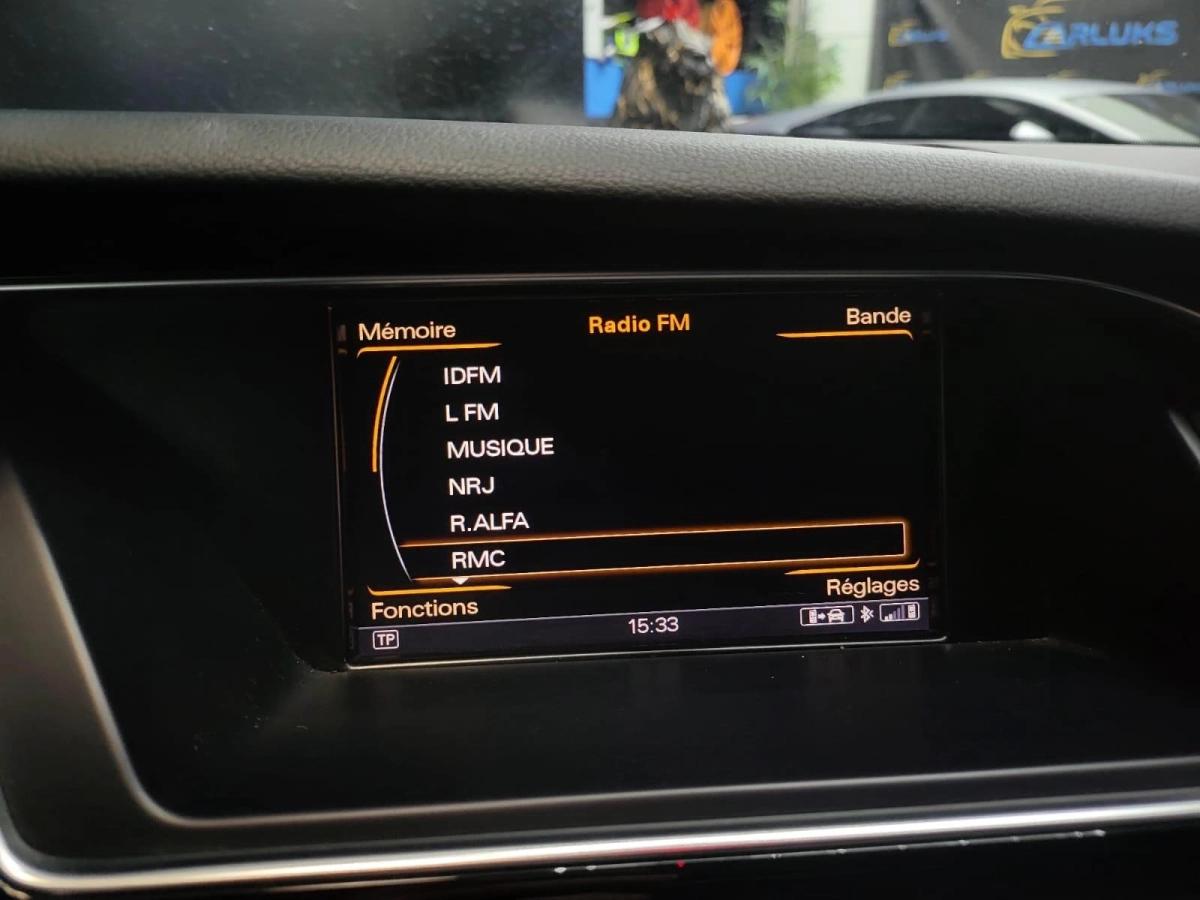 CARLUKS
Mémoire
Radio FM
Bande
IDFM
L FM
MUSIQUE
NRJ
R.ALFA
RMC
Fonctions
Réglages
TP
15:33